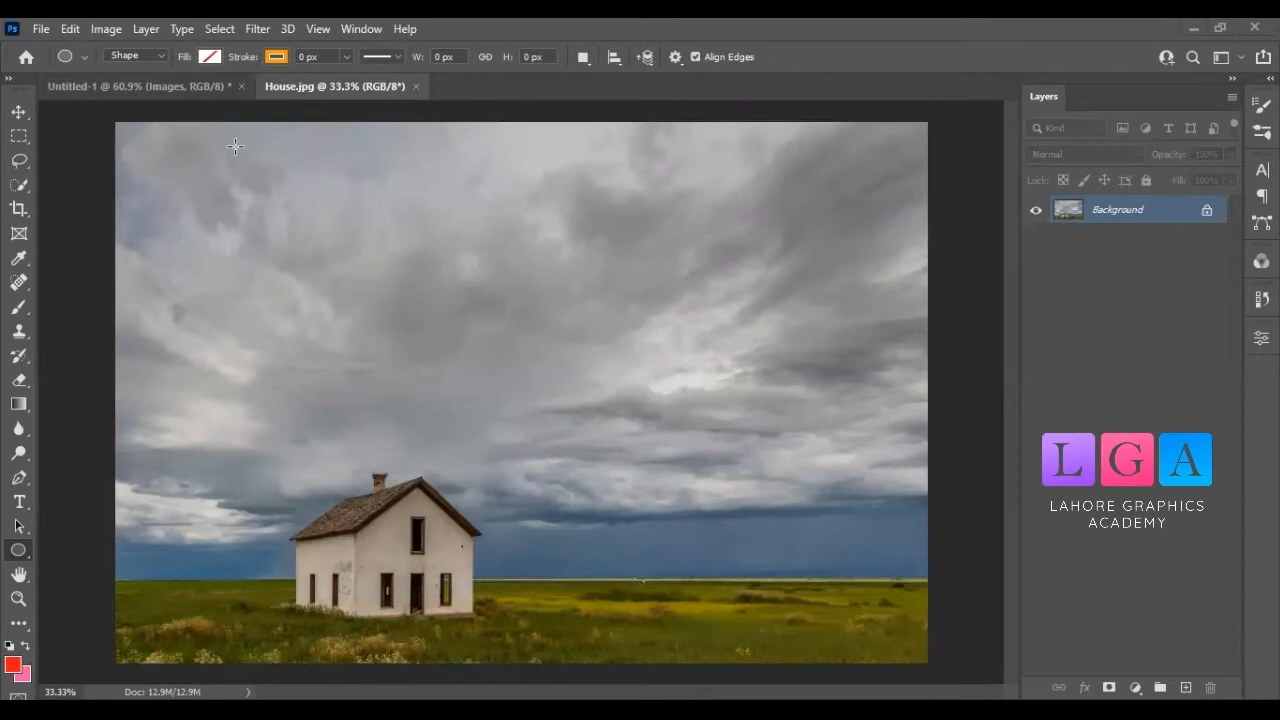 Ps File Edit Image Layer Type Select Filter 3D View Window Help
Shape Fill: Stroke: 0 px W: 0 px H: 0 px Align Edges
Untitled-1 @ 60.9% (Images, RGB/8) * × House.jpg @ 33.3% (RGB/8*) ×
Layers
Kind
Normal Opacity: 100%
Lock: Fill: 100%
Background
L G A
LAHORE GRAPHICS
ACADEMY
33.33% Doc: 12.9M/12.9M